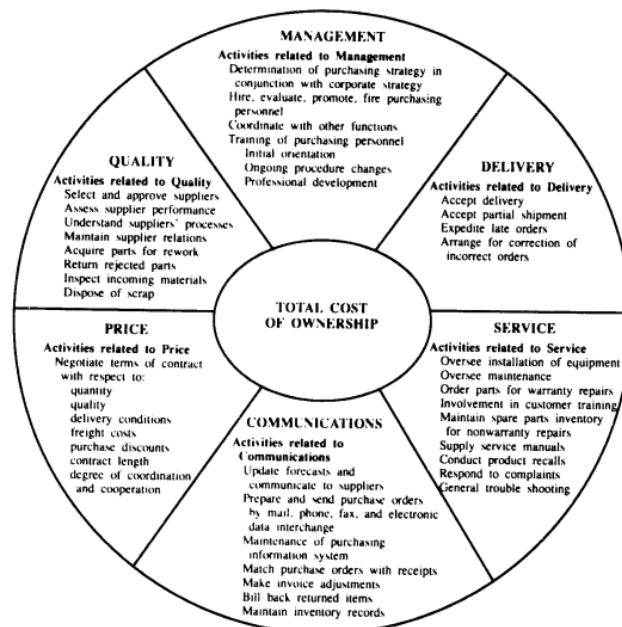 MANAGEMENT
Activities related to Management
Determination of purchasing strategy in
conjunction with corporate strategy
Hire, evaluate, promote, fire purchasing
personnel
Coordinate with other functions
Training of purchasing personnel
Initial orientation
Ongoing procedure changes
Professional development
QUALITY
Activities related to Quality
Select and approve suppliers
Assess supplier performance
Understand suppliers' processes
Maintain supplier relations
Acquire parts for rework
Return rejected parts
Inspect incoming materials
Dispose of scrap
DELIVERY
Activities related to Delivery
Accept delivery
Accept partial shipment
Expedite late orders
Arrange for correction of
incorrect orders
TOTAL COST
OF OWNERSHIP
PRICE
Activities related to Price
Negotiate terms of contract
with respect to:
quantity
quality
delivery conditions
freight costs
purchase discounts
contract length
degree of coordination
and cooperation
COMMUNICATIONS
Activities related to
Communications
Update forecasts and
communicate to suppliers
Prepare and send purchase orders
by mail, phone, fax, and electronic
data interchange
Maintenance of purchasing
information system
Match purchase orders with receipts
Make invoice adjustments
Bill back returned items
Maintain inventory records
SERVICE
Activities related to Service
Oversee installation of equipment
Oversee maintenance
Order parts for warranty repairs
Involvement in customer training
Maintain spare parts inventory
for nonwarranty repairs
Supply service manuals
Conduct product recalls
Respond to complaints
General trouble shooting